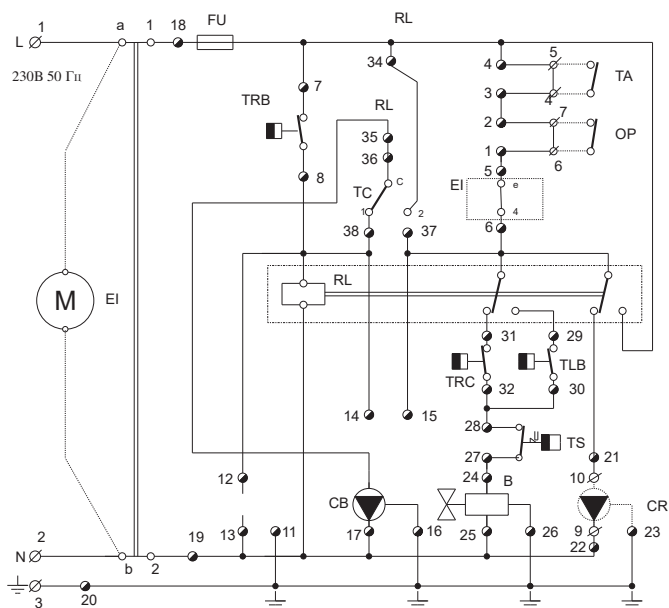 1 a 1 18 FU RL
L
34 4 5 TA
230В 50 Гц
7 3 4
TRB RL 2 7 OP
35
36 1 6
8 C 5
TC EI e
1 2 4
38 37 6
RL
M EI
31 29
TRC TLB
32 30
14 15 28
TS
27 21
12 24 10
B
CB CR
13 11 17 16 25 26 9 23
22
2 19
N b 2
3 20